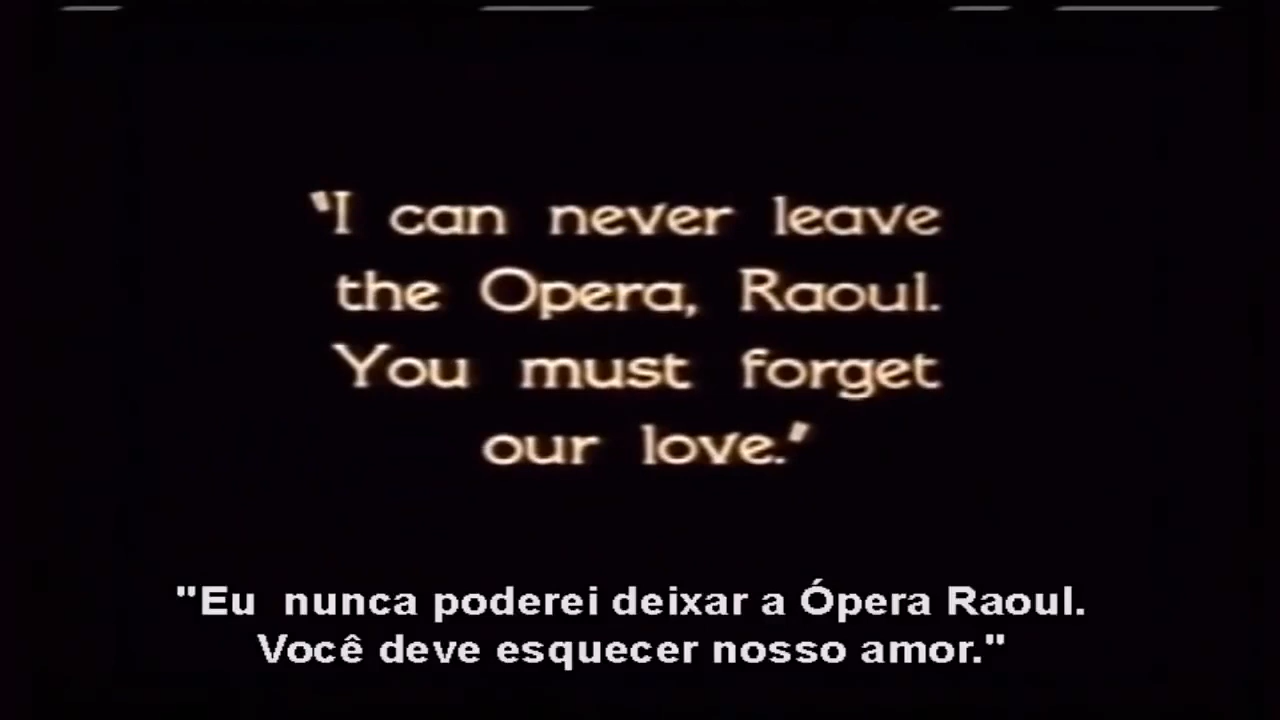 "I can never leave
the Opera, Raoul.
You must forget
our love."
"Eu nunca poderei deixar a Ópera Raoul.
Você deve esquecer nosso amor."